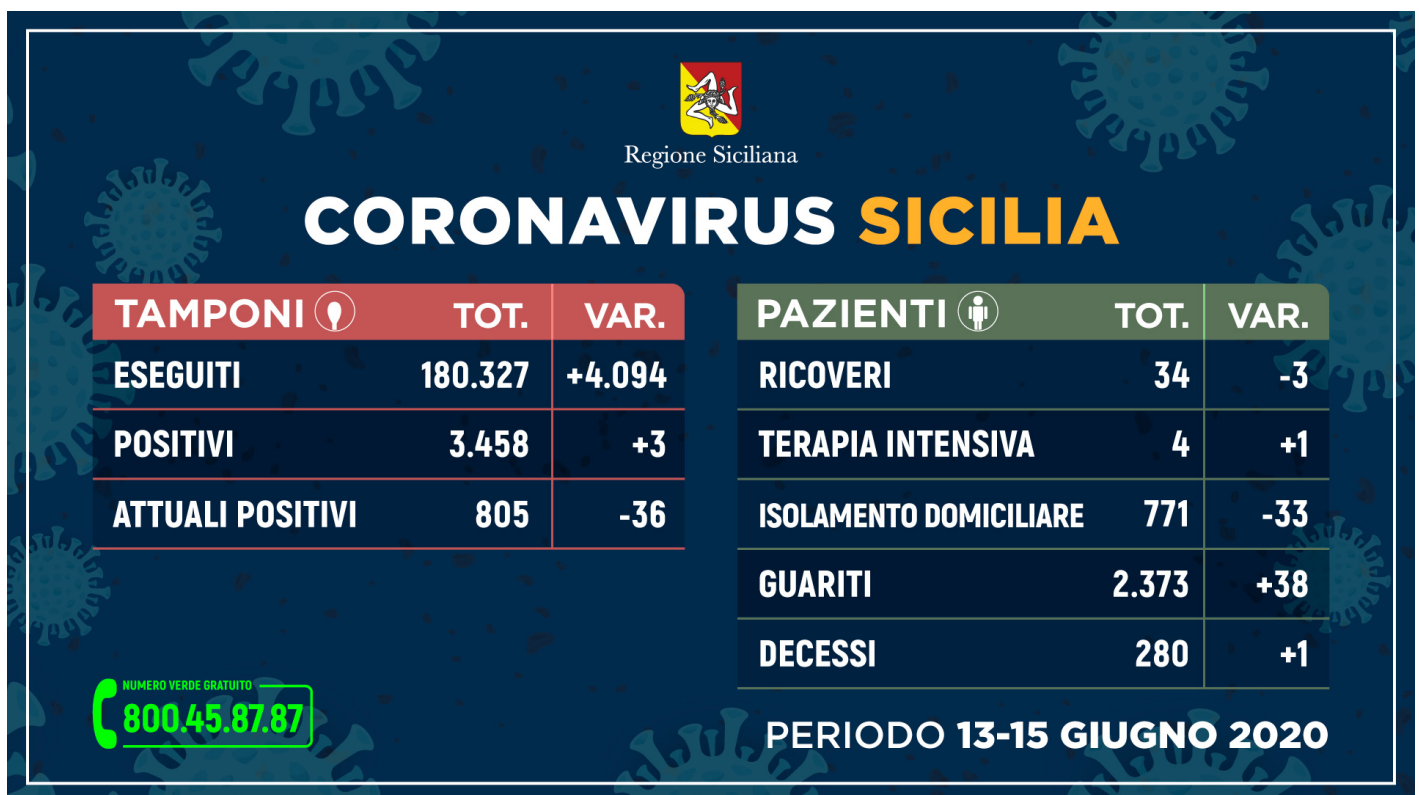 Regione Siciliana
CORONAVIRUS SICILIA
TAMPONI TOT. VAR.
ESEGUITI 180.327 +4.094
POSITIVI 3.458 +3
ATTUALI POSITIVI 805 -36
PAZIENTI TOT. VAR.
RICOVERI 34 -3
TERAPIA INTENSIVA 4 +1
ISOLAMENTO DOMICILIARE 771 -33
GUARITI 2.373 +38
DECESSI 280 +1
NUMERO VERDE GRATUITO
800.45.87.87
PERIODO 13-15 GIUGNO 2020